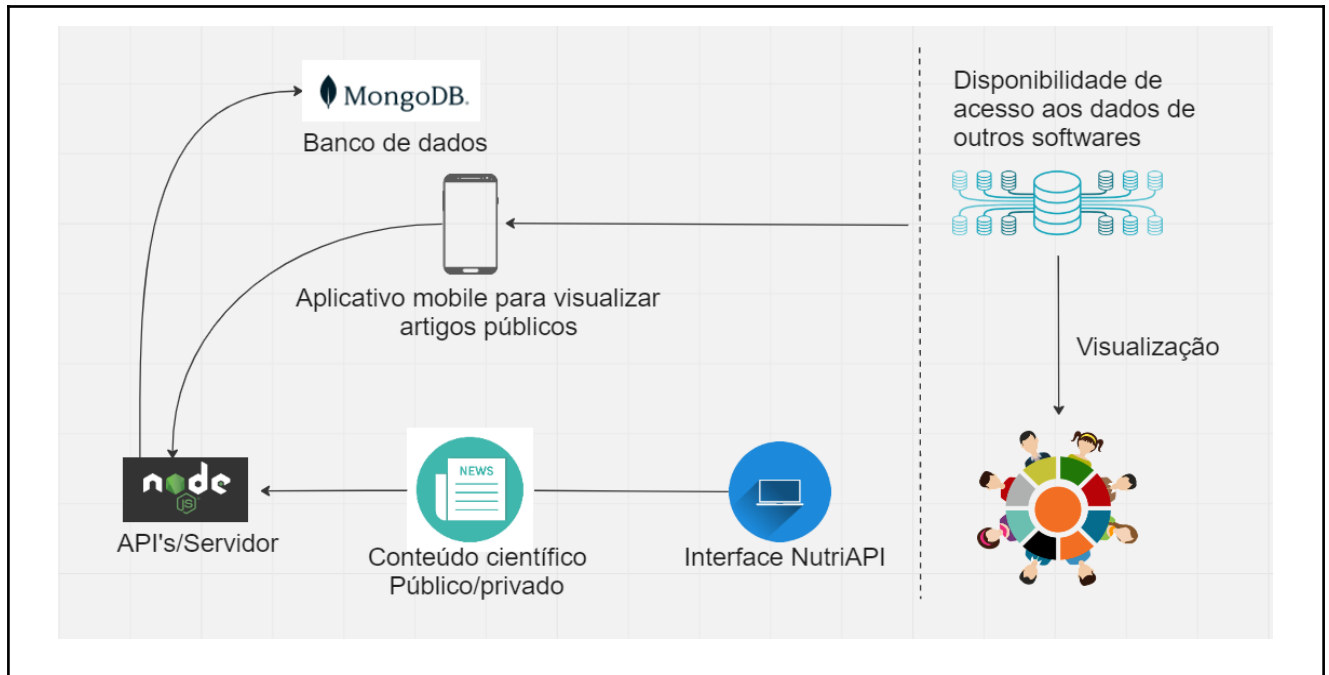 MongoDB.
Banco de dados
Disponibilidade de
acesso aos dados de
outros softwares
Aplicativo mobile para visualizar
artigos públicos
Visualização
node
JS
API's/Servidor
NEWS
Conteúdo científico
Público/privado
Interface NutriAPI